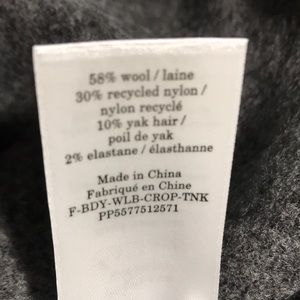 58% wool / laine
30% recycled nylon /
nylon recyclé
10% yak hair /
poil de yak
2% elastane / élasthanne
Made in China
Fabriqué en Chine
F-BDY-WLB-CROP-TNK
PP5577512571